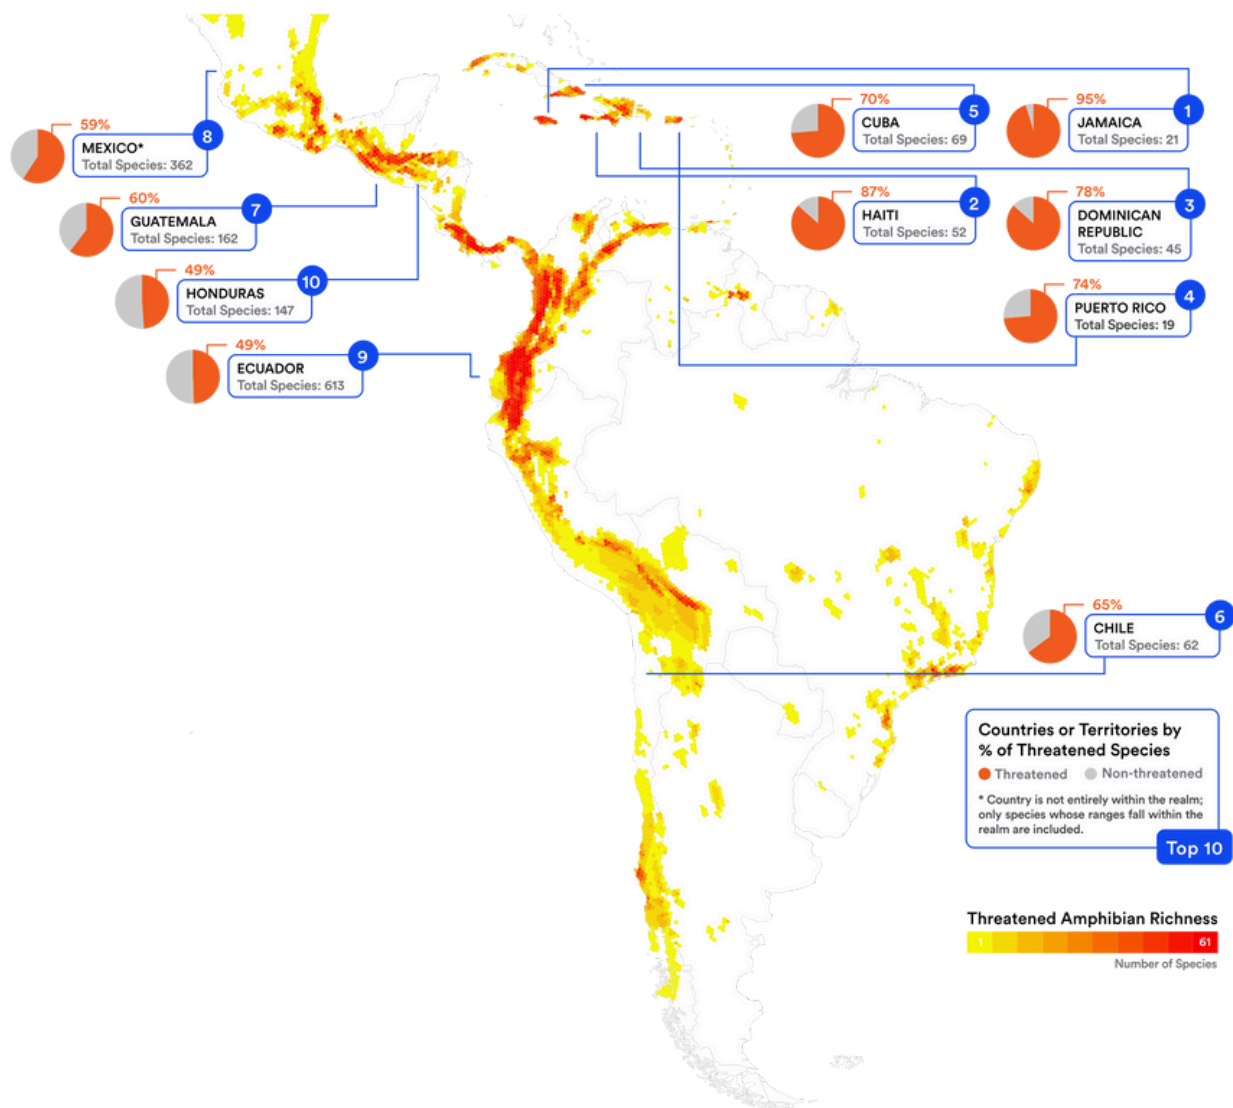 59%
8
MEXICO*
Total Species: 362
60%
7
GUATEMALA
Total Species: 162
49%
10
HONDURAS
Total Species: 147
49%
9
ECUADOR
Total Species: 613
70%
5
CUBA
Total Species: 69
95%
1
JAMAICA
Total Species: 21
87%
2
HAITI
Total Species: 52
78%
3
DOMINICAN
REPUBLIC
Total Species: 45
74%
4
PUERTO RICO
Total Species: 19
65%
6
CHILE
Total Species: 62
Countries or Territories by
% of Threatened Species
Threatened Non-threatened
* Country is not entirely within the realm;
only species whose ranges fall within the
realm are included.
Top 10
Threatened Amphibian Richness
1 61
Number of Species